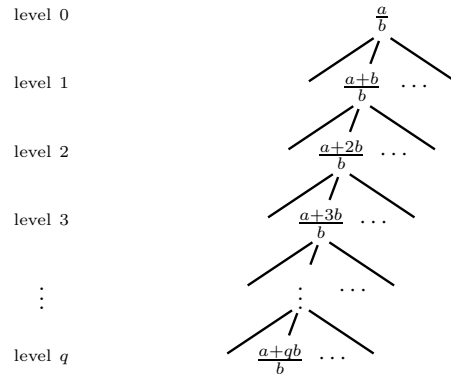 level 0 a/b
level 1 a+b/b ⋯
level 2 a+2b/b ⋯
level 3 a+3b/b ⋯
⋮ ⋮ ⋯
level q a+qb/b ⋯